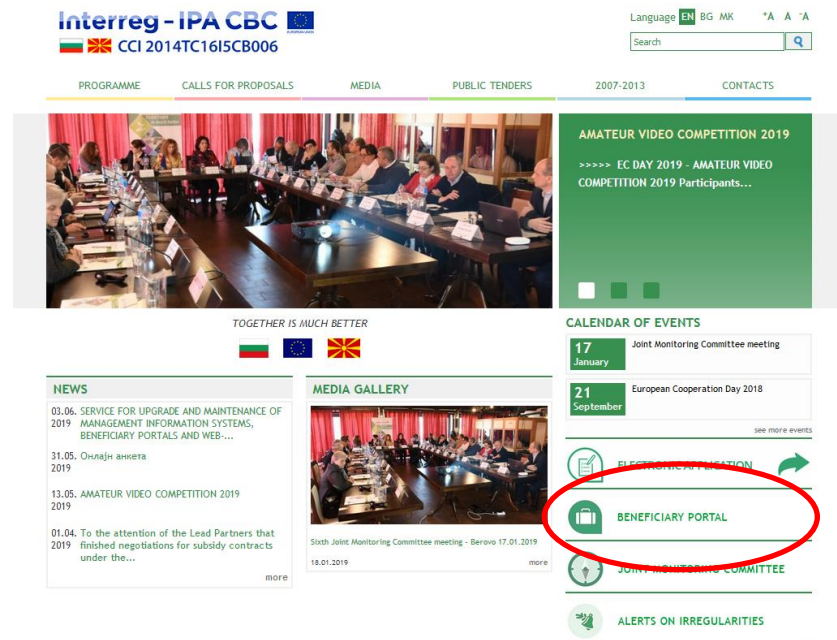 Interreg - IPA CBC
EUROPEAN UNION
CCI 2014TC16I5CB006
Language EN BG MK +A A -A
Search
PROGRAMME CALLS FOR PROPOSALS MEDIA PUBLIC TENDERS 2007-2013 CONTACTS
AMATEUR VIDEO COMPETITION 2019
>>>>> EC DAY 2019 - AMATEUR VIDEO
COMPETITION 2019 Participants...
TOGETHER IS MUCH BETTER
NEWS
03.06. SERVICE FOR UPGRADE AND MAINTENANCE OF
2019 MANAGEMENT INFORMATION SYSTEMS,
BENEFICIARY PORTALS AND WEB-...
31.05. Онлајн анкета
2019
13.05. AMATEUR VIDEO COMPETITION 2019
2019
01.04. To the attention of the Lead Partners that
2019 finished negotiations for subsidy contracts
under the...
more
MEDIA GALLERY
Sixth Joint Monitoring Committee meeting - Berovo 17.01.2019
18.01.2019 more
CALENDAR OF EVENTS
17
January
Joint Monitoring Committee meeting
21
September
European Cooperation Day 2018
see more events
ELECTRONIC APPLICATION
BENEFICIARY PORTAL
JOINT MONITORING COMMITTEE
ALERTS ON IRREGULARITIES